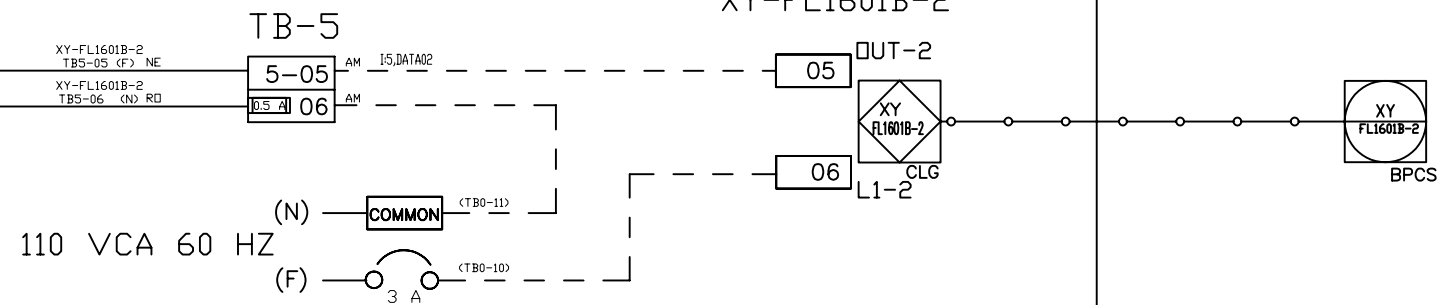 XY-FL1601B-2
TB-5
OUT-2
XY-FL1601B-2
TB5-05 (F) NE
5-05
AM
I:5,DATA02
05
XY-FL1601B-2
TB5-06 (N) RO
0.5 A
06
AM
XY
FL1601B-2
XY
FL1601B-2
06
CLG
BPCS
L1-2
(N)
COMMON
(TB0-11)
110 VCA 60 HZ
(F)
(TB0-10)
3 A